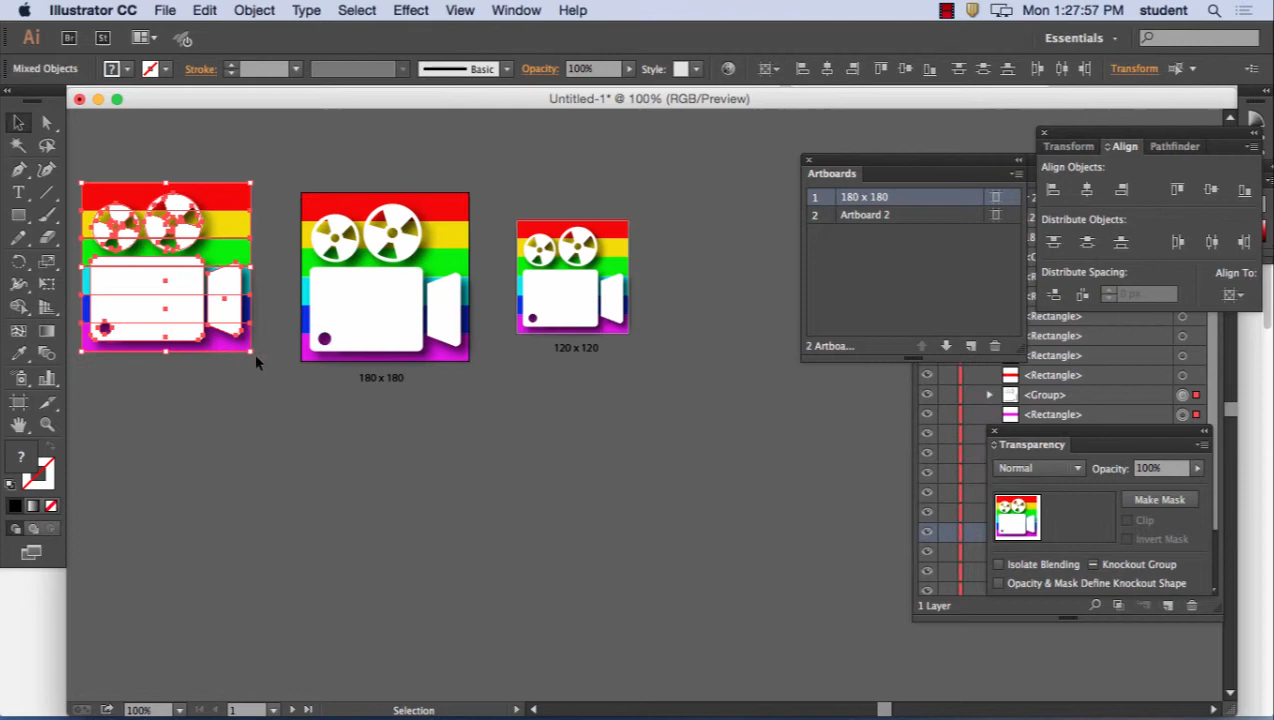 Illustrator CC File Edit Object Type Select Effect View Window Help
Mon 1:27:57 PM student
Ai Br St
Essentials
Mixed Objects ? Stroke: Basic Opacity: 100% Style: Transform
Untitled-1* @ 100% (RGB/Preview)
Artboards
1 180 x 180
2 Artboard 2
2 Artboa...
Transform Align Pathfinder
Align Objects:
Distribute Objects:
Distribute Spacing: Align To:
0 px
180 x 180
120 x 120
<Rectangle>
<Rectangle>
<Rectangle>
<Rectangle>
<Group>
<Rectangle>
Transparency
Normal Opacity: 100%
Make Mask
Clip
Invert Mask
Isolate Blending Knockout Group
Opacity & Mask Define Knockout Shape
1 Layer
T
?
100% 1 Selection